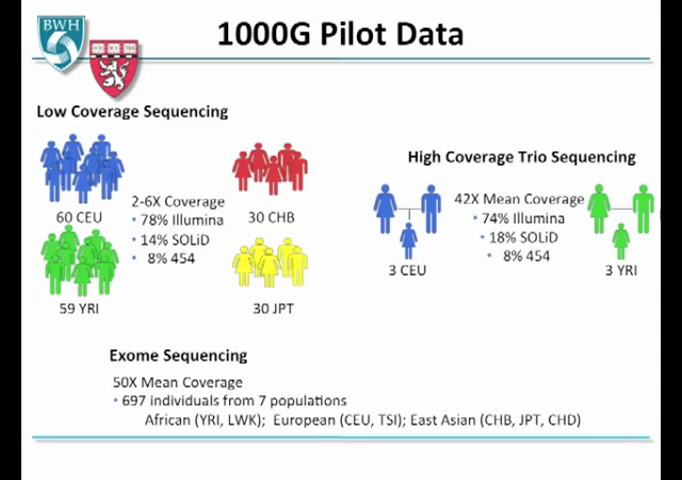 BWH
1000G Pilot Data
Low Coverage Sequencing
60 CEU
2-6X Coverage
• 78% Illumina
• 14% SOLiD
• 8% 454
30 CHB
59 YRI
30 JPT
High Coverage Trio Sequencing
3 CEU
42X Mean Coverage
• 74% Illumina
• 18% SOLiD
• 8% 454
3 YRI
Exome Sequencing
50X Mean Coverage
• 697 individuals from 7 populations
African (YRI, LWK); European (CEU, TSI); East Asian (CHB, JPT, CHD)